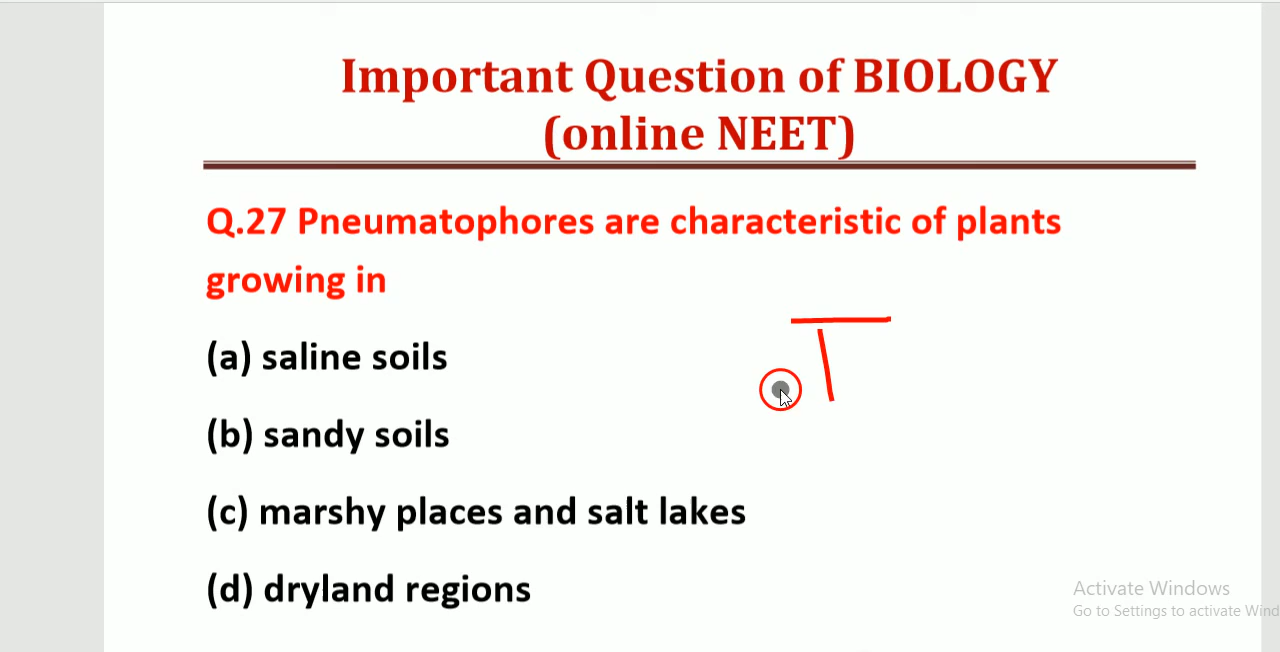 Important Question of BIOLOGY
(online NEET)
Q.27 Pneumatophores are characteristic of plants
growing in
(a) saline soils
(b) sandy soils
(c) marshy places and salt lakes
(d) dryland regions
Activate Windows
Go to Settings to activate Wind